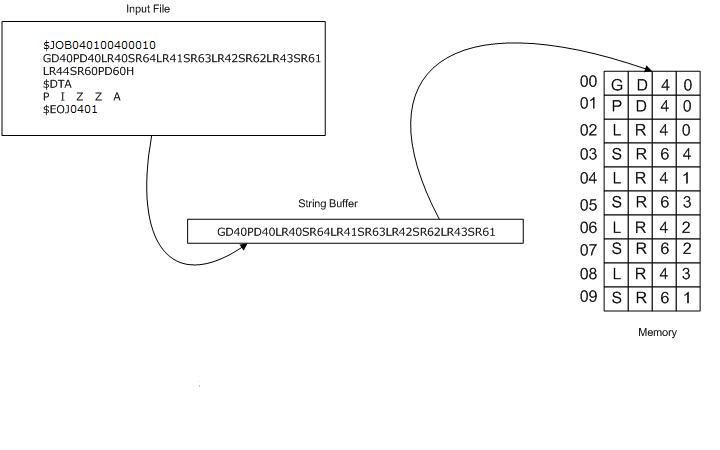 Input File
$JOB040100400010
GD40PD40LR40SR64LR41SR63LR42SR62LR43SR61
LR44SR60PD60H
$DTA
P I Z Z A
$EOJ0401
String Buffer
GD40PD40LR40SR64LR41SR63LR42SR62LR43SR61
00 G D 4 0
01 P D 4 0
02 L R 4 0
03 S R 6 4
04 L R 4 1
05 S R 6 3
06 L R 4 2
07 S R 6 2
08 L R 4 3
09 S R 6 1
Memory